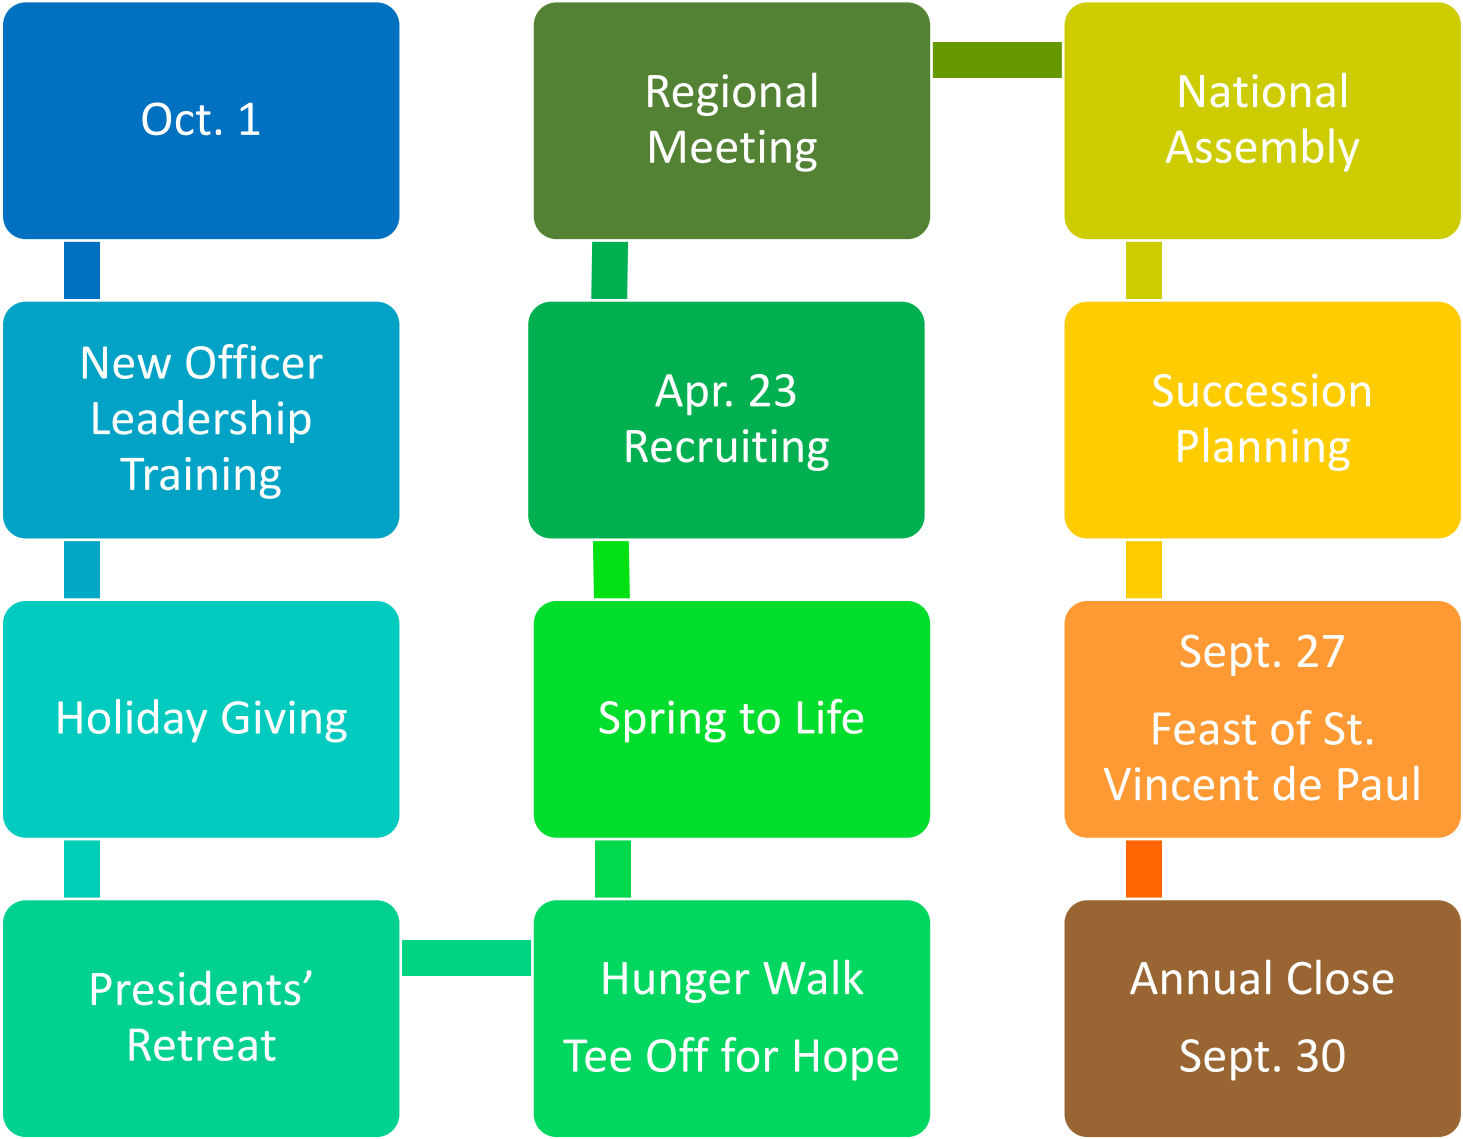 Oct. 1
New Officer
Leadership
Training
Holiday Giving
Presidents’
Retreat
Hunger Walk
Tee Off for Hope
Spring to Life
Apr. 23
Recruiting
Regional
Meeting
National
Assembly
Succession
Planning
Sept. 27
Feast of St.
Vincent de Paul
Annual Close
Sept. 30